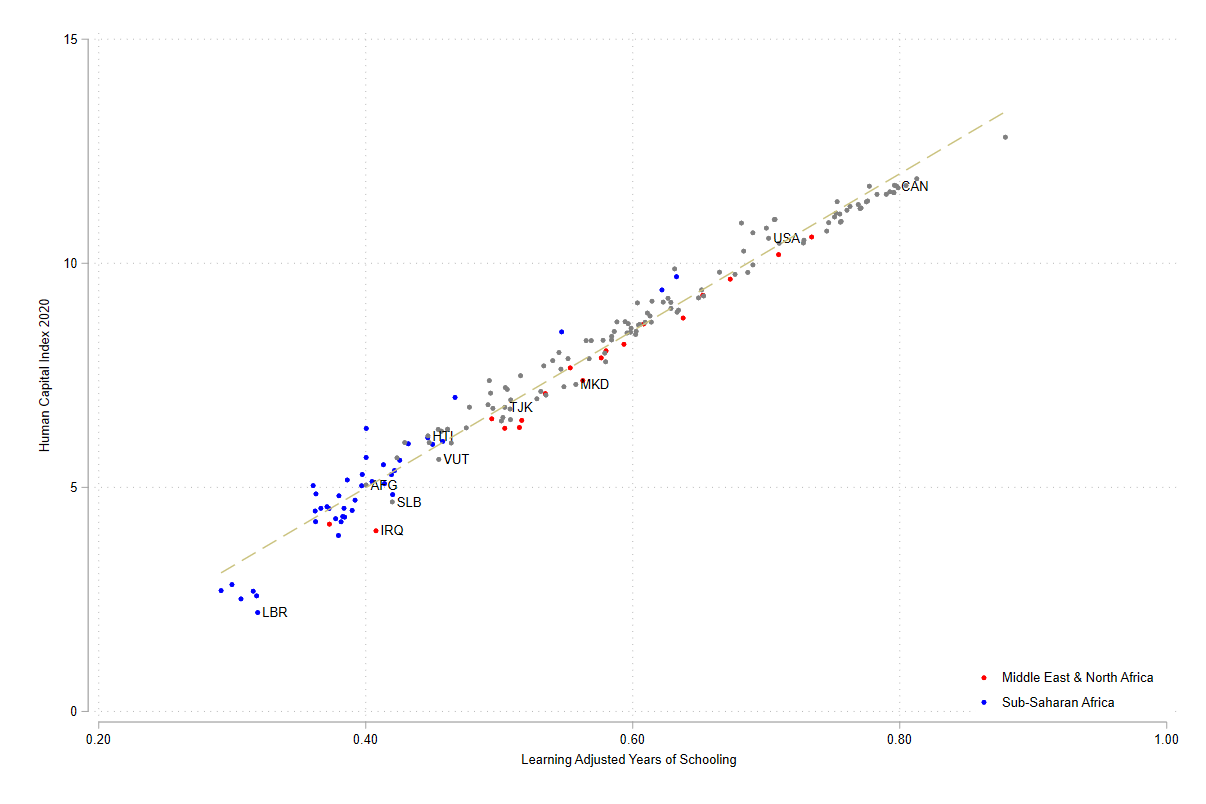 15
10
5
0
Human Capital Index 2020
CAN
USA
MKD
TJK
HTI
VUT
AFG
SLB
IRQ
LBR
Middle East & North Africa
Sub-Saharan Africa
0.20 0.40 0.60 0.80 1.00
Learning Adjusted Years of Schooling